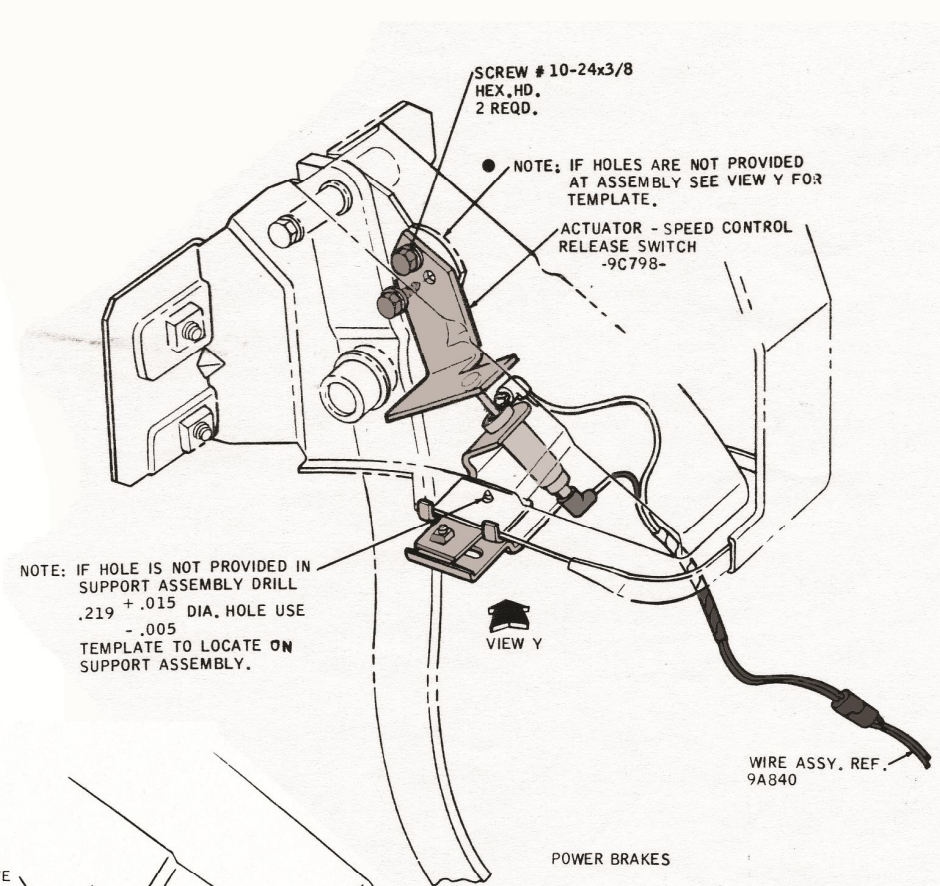 SCREW # 10-24x3/8
HEX.HD.
2 REQD.
● NOTE: IF HOLES ARE NOT PROVIDED
AT ASSEMBLY SEE VIEW Y FOR
TEMPLATE.
ACTUATOR - SPEED CONTROL
RELEASE SWITCH
-9C798-
NOTE: IF HOLE IS NOT PROVIDED IN
SUPPORT ASSEMBLY DRILL
.219 +.015 DIA. HOLE USE
-.005
TEMPLATE TO LOCATE ON
SUPPORT ASSEMBLY.
VIEW Y
WIRE ASSY. REF.
9A840
POWER BRAKES